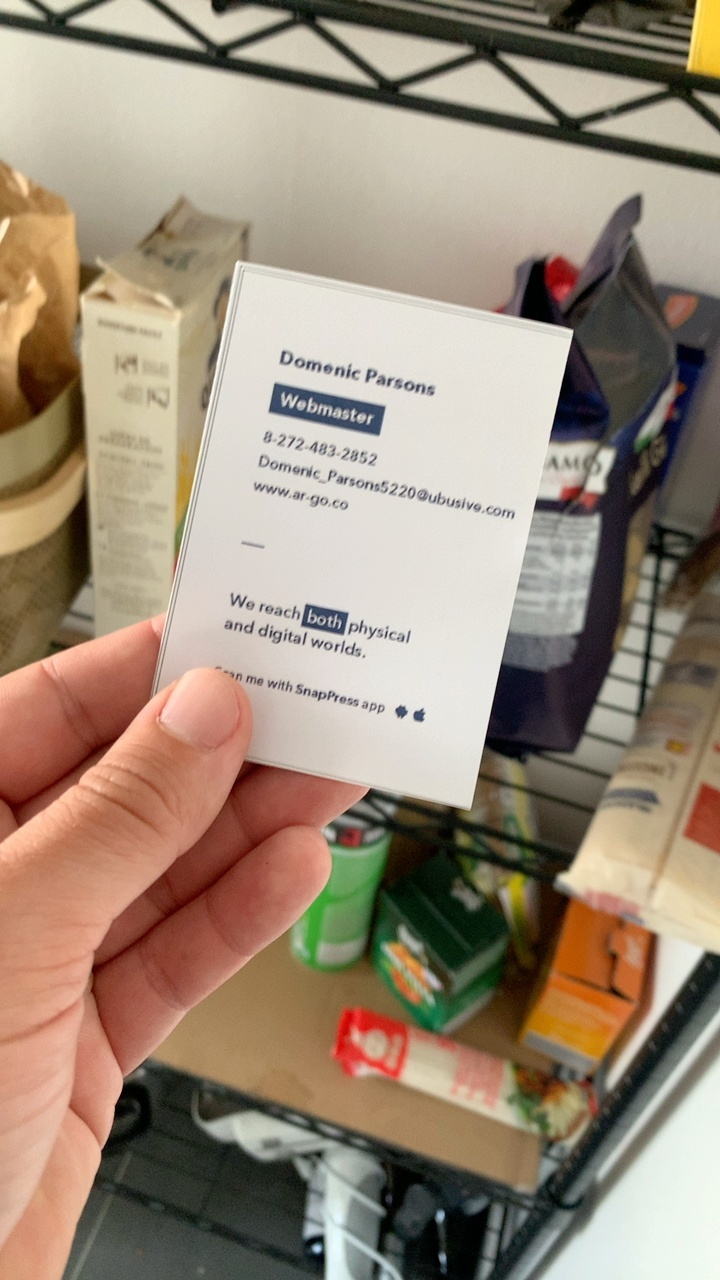 Domenic Parsons
Webmaster
8-272-483-2852
Domenic_Parsons5220@ubusive.com
www.ar-go.co
We reach both physical
and digital worlds.
me with SnapPress app